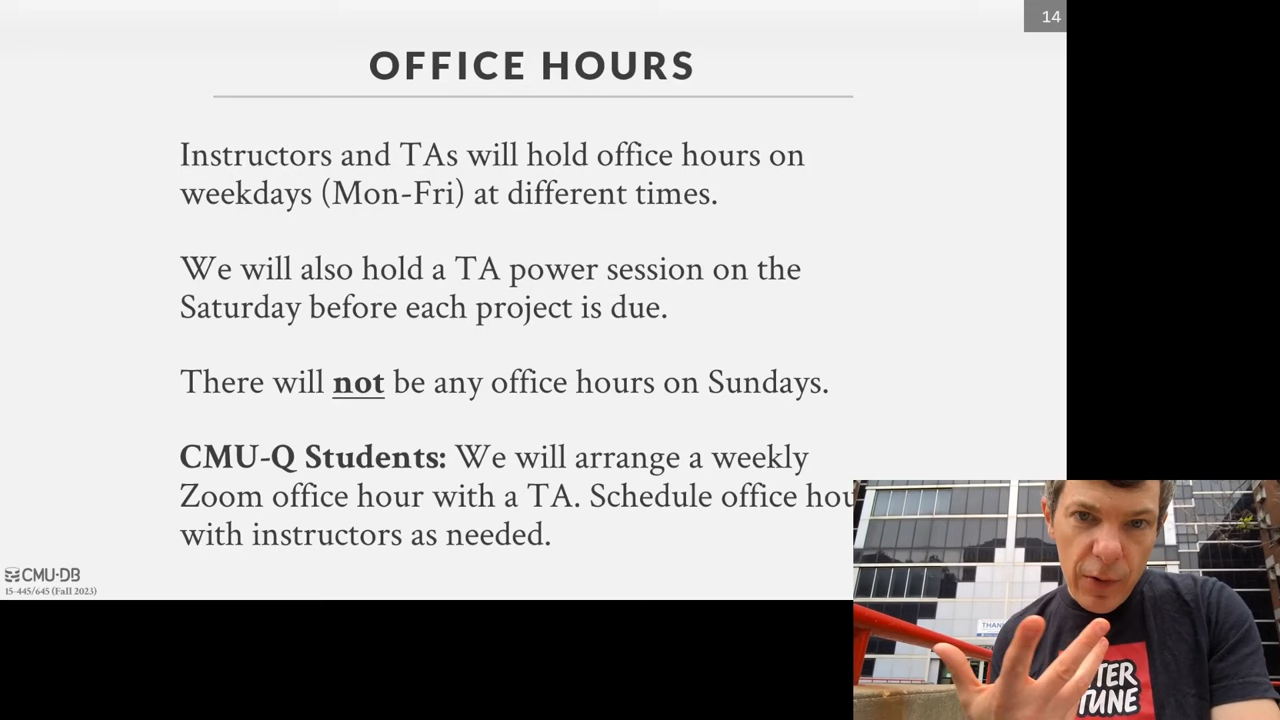 14
OFFICE HOURS
Instructors and TAs will hold office hours on
weekdays (Mon-Fri) at different times.
We will also hold a TA power session on the
Saturday before each project is due.
There will not be any office hours on Sundays.
CMU-Q Students: We will arrange a weekly
Zoom office hour with a TA. Schedule office hou
with instructors as needed.
CMU·DB
15-445/645 (Fall 2023)
THAN
TER
TUNE